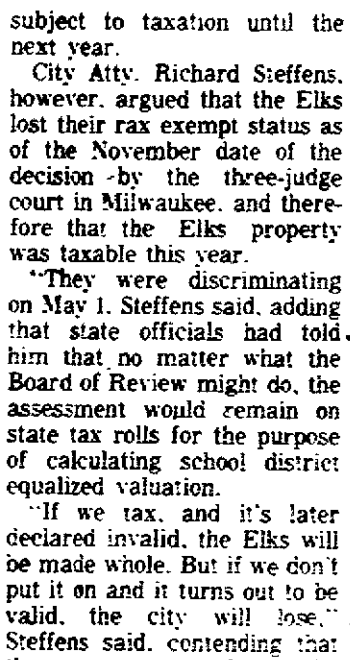 subject to taxation until the
next year.
City Atty. Richard Steffens,
however, argued that the Elks
lost their rax exempt status as
of the November date of the
decision by the three-judge
court in Milwaukee, and there-
fore that the Elks property
was taxable this year.
"They were discriminating
on May 1. Steffens said, adding
that state officials had told
him that no matter what the
Board of Review might do, the
assessment would remain on
state tax rolls for the purpose
of calculating school district
equalized valuation.
"If we tax, and it's later
declared invalid, the Elks will
be made whole. But if we don't
put it on and it turns out to be
valid, the city will lose,"
Steffens said, contending that